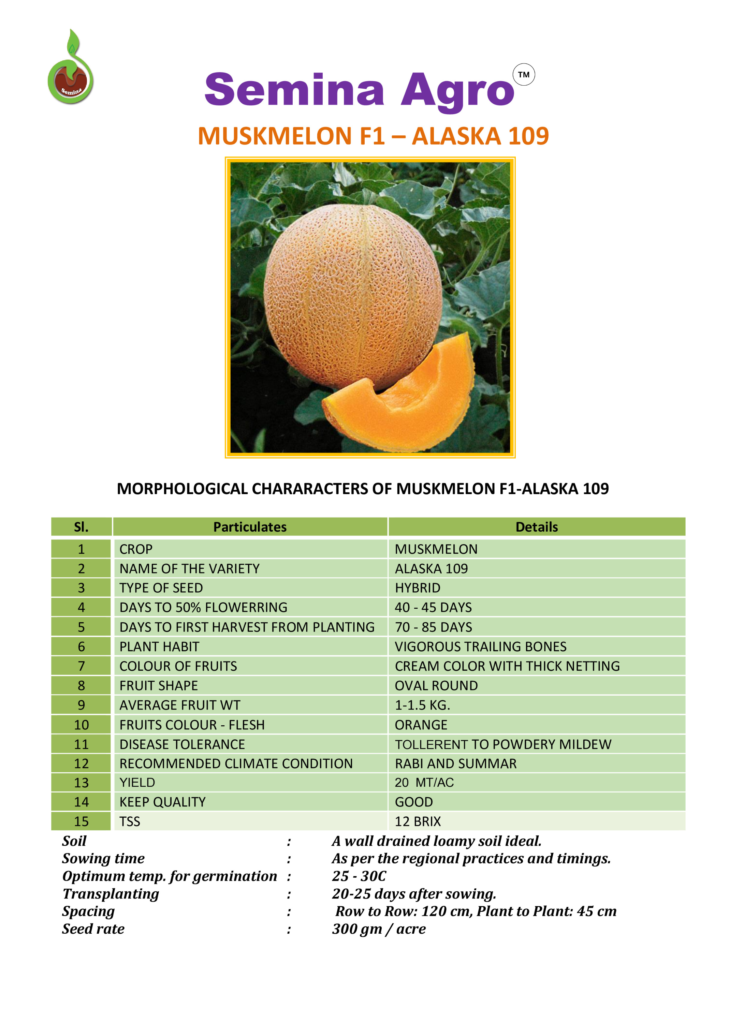 Semina
Semina Agro TM
MUSKMELON F1 – ALASKA 109
MORPHOLOGICAL CHARARACTERS OF MUSKMELON F1-ALASKA 109
Sl. Particulates Details
1 CROP MUSKMELON
2 NAME OF THE VARIETY ALASKA 109
3 TYPE OF SEED HYBRID
4 DAYS TO 50% FLOWERRING 40 - 45 DAYS
5 DAYS TO FIRST HARVEST FROM PLANTING 70 - 85 DAYS
6 PLANT HABIT VIGOROUS TRAILING BONES
7 COLOUR OF FRUITS CREAM COLOR WITH THICK NETTING
8 FRUIT SHAPE OVAL ROUND
9 AVERAGE FRUIT WT 1-1.5 KG.
10 FRUITS COLOUR - FLESH ORANGE
11 DISEASE TOLERANCE TOLLERENT TO POWDERY MILDEW
12 RECOMMENDED CLIMATE CONDITION RABI AND SUMMAR
13 YIELD 20 MT/AC
14 KEEP QUALITY GOOD
15 TSS 12 BRIX
Soil : A wall drained loamy soil ideal.
Sowing time : As per the regional practices and timings.
Optimum temp. for germination : 25 - 30C
Transplanting : 20-25 days after sowing.
Spacing : Row to Row: 120 cm, Plant to Plant: 45 cm
Seed rate : 300 gm / acre